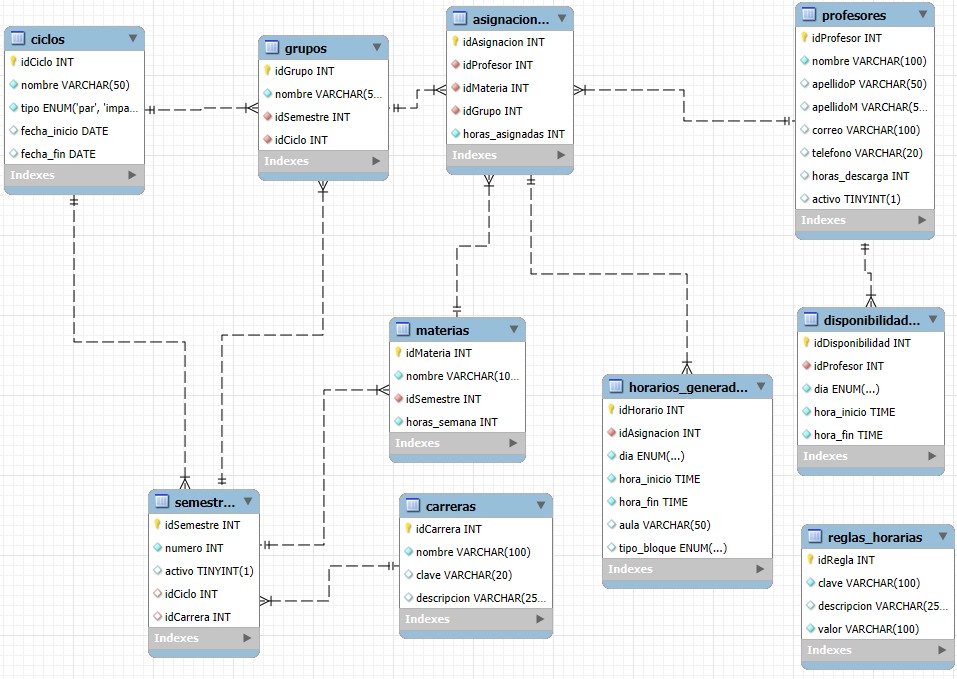 ciclos
idCiclo INT
nombre VARCHAR(50)
tipo ENUM('par', 'impa...
fecha_inicio DATE
fecha_fin DATE
Indexes
grupos
idGrupo INT
nombre VARCHAR(5...
idSemestre INT
idCiclo INT
Indexes
asignacion...
idAsignacion INT
idProfesor INT
idMateria INT
idGrupo INT
horas_asignadas INT
Indexes
profesores
idProfesor INT
nombre VARCHAR(100)
apellidoP VARCHAR(50)
apellidoM VARCHAR(5...
correo VARCHAR(100)
telefono VARCHAR(20)
horas_descarga INT
activo TINYINT(1)
Indexes
materias
idMateria INT
nombre VARCHAR(10...
idSemestre INT
horas_semana INT
Indexes
horarios_generad...
idHorario INT
idAsignacion INT
dia ENUM(...)
hora_inicio TIME
hora_fin TIME
aula VARCHAR(50)
tipo_bloque ENUM(...)
Indexes
disponibilidad...
idDisponibilidad INT
idProfesor INT
dia ENUM(...)
hora_inicio TIME
hora_fin TIME
Indexes
semestr...
idSemestre INT
numero INT
activo TINYINT(1)
idCiclo INT
idCarrera INT
Indexes
carreras
idCarrera INT
nombre VARCHAR(100)
clave VARCHAR(20)
descripcion VARCHAR(25...
Indexes
reglas_horarias
idRegla INT
clave VARCHAR(100)
descripcion VARCHAR(25...
valor VARCHAR(100)
Indexes